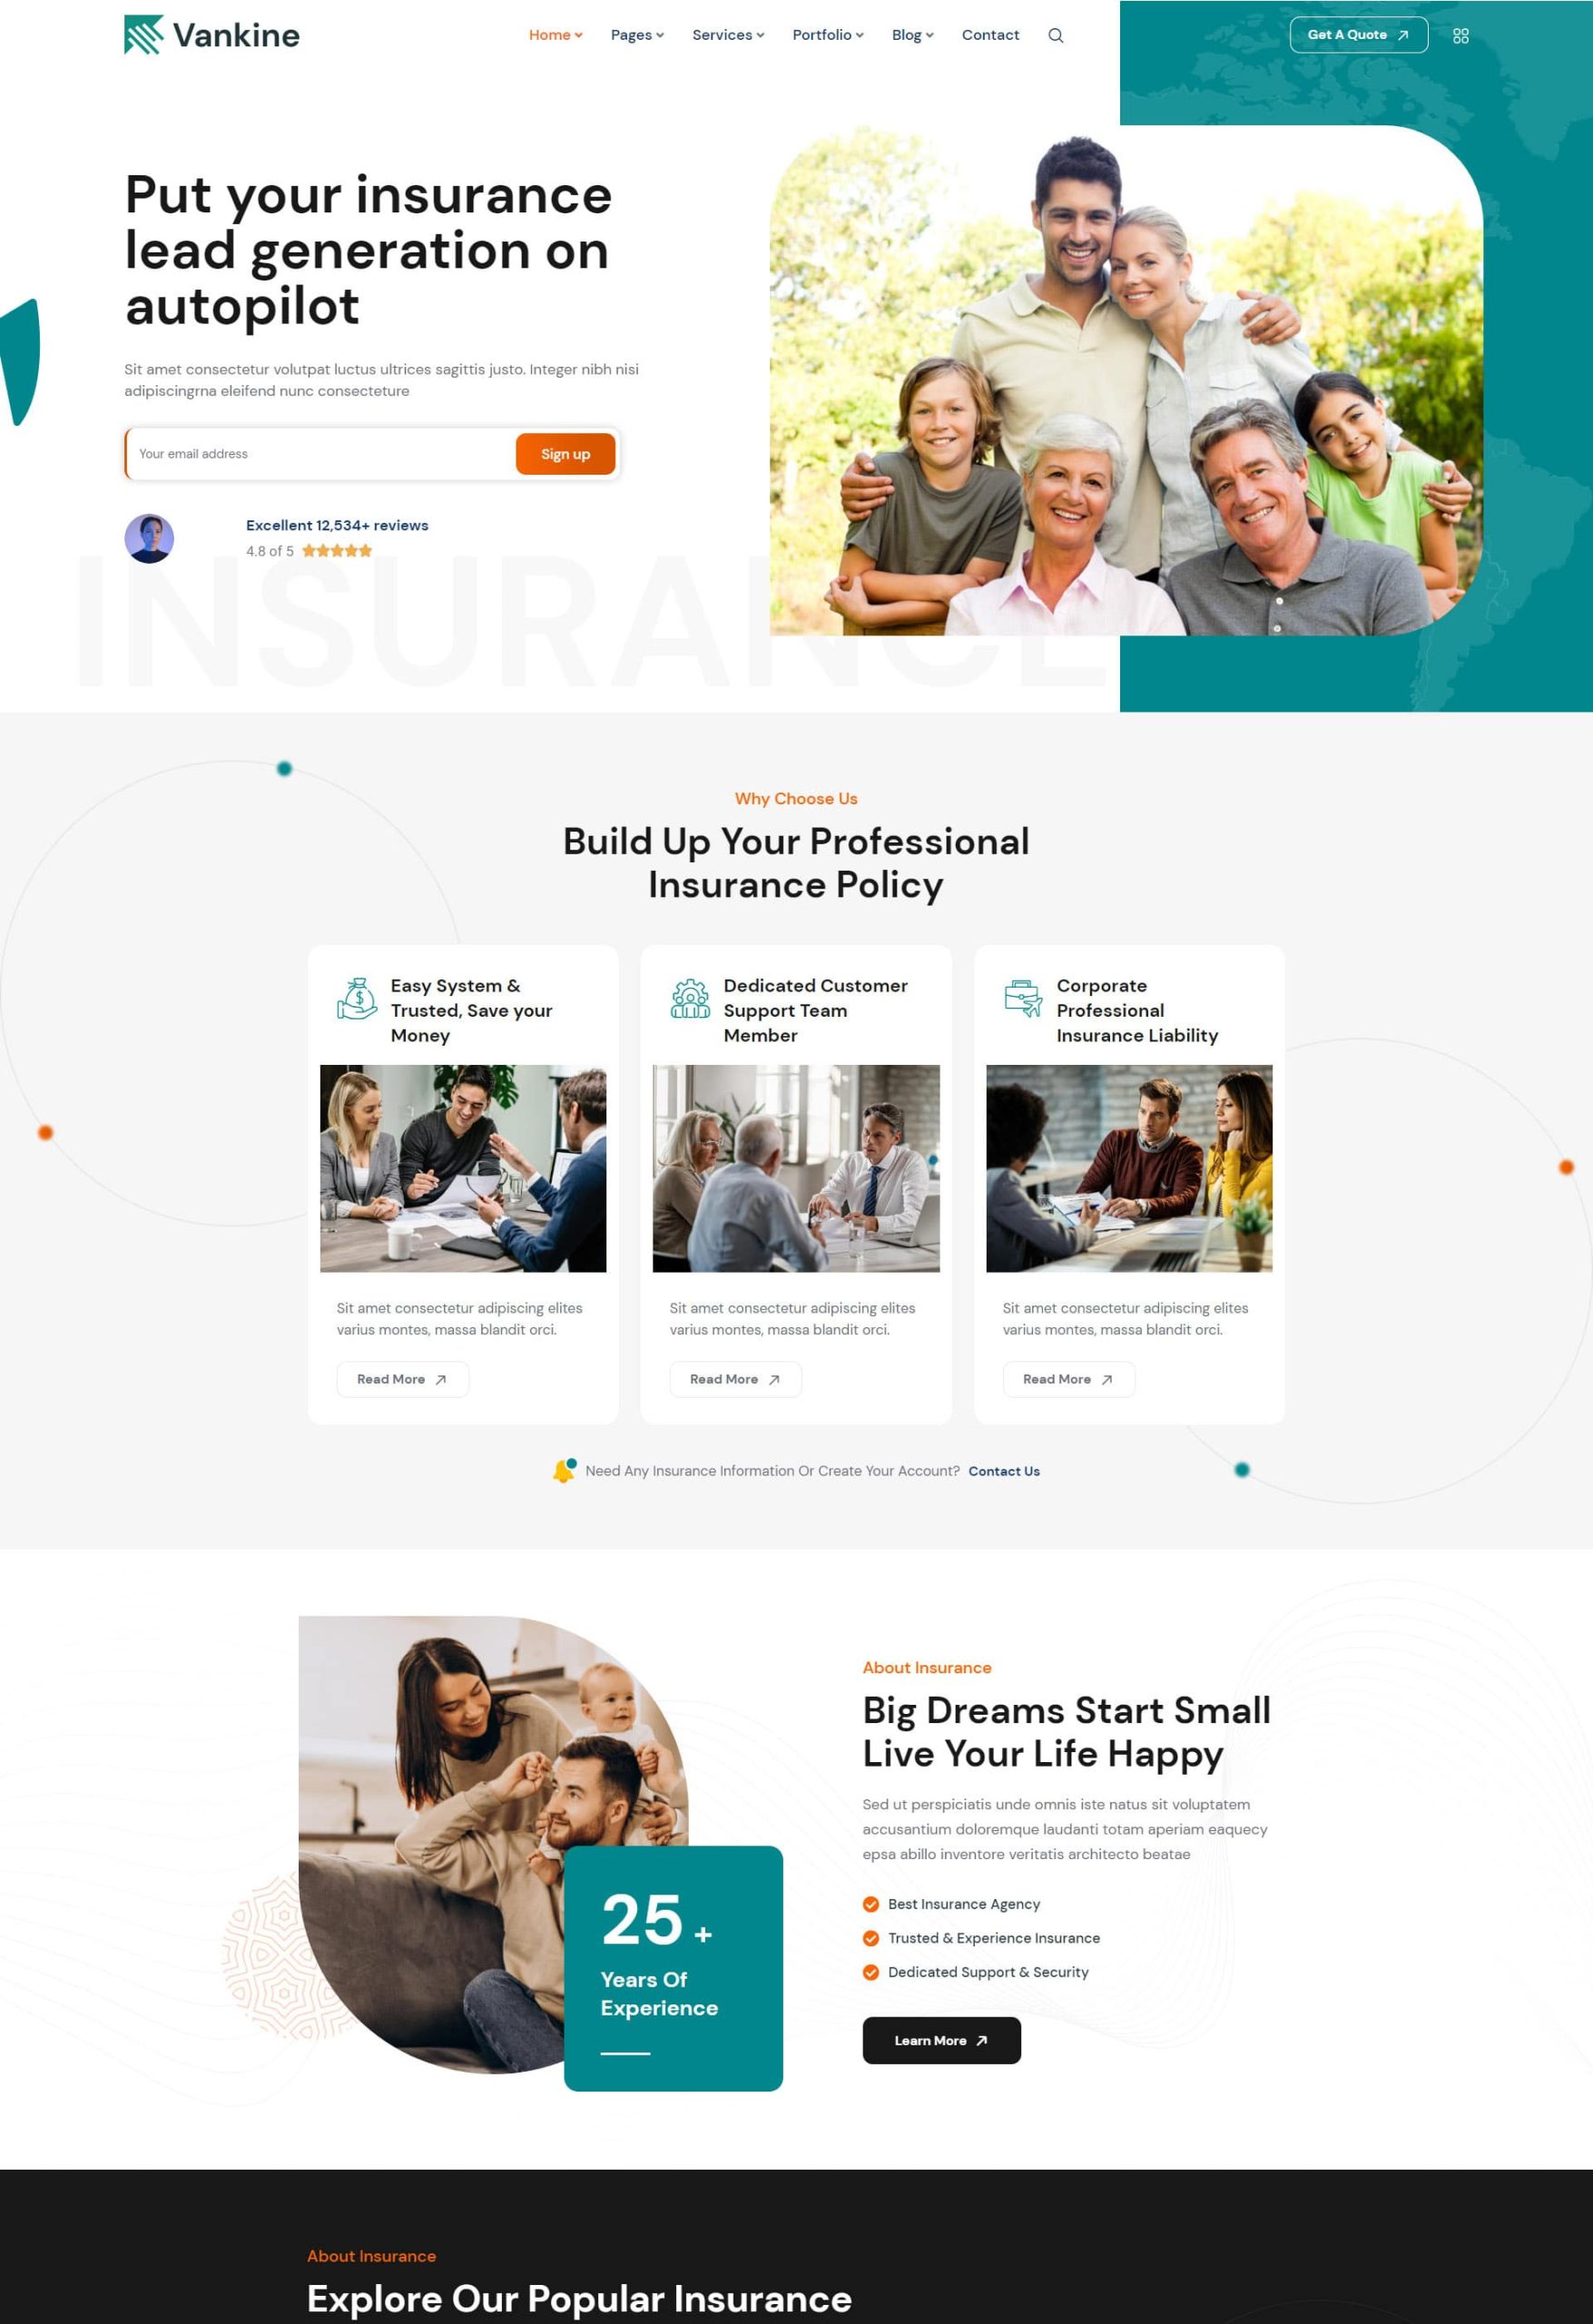 Vankine
Home
Pages
Services
Portfolio
Blog
Contact
Get A Quote
Put your insurance
lead generation on
autopilot
Sit amet consectetur volutpat luctus ultrices sagittis justo. Integer nibh nisi
adipiscingrna eleifend nunc consecteture
Your email address
Sign up
Excellent 12,534+ reviews
4.8 of 5
INSURANCE
Why Choose Us
Build Up Your Professional
Insurance Policy
Easy System &
Trusted, Save your
Money
Sit amet consectetur adipiscing elites
varius montes, massa blandit orci.
Read More
Dedicated Customer
Support Team
Member
Sit amet consectetur adipiscing elites
varius montes, massa blandit orci.
Read More
Corporate
Professional
Insurance Liability
Sit amet consectetur adipiscing elites
varius montes, massa blandit orci.
Read More
Need Any Insurance Information Or Create Your Account? Contact Us
25 +
Years Of
Experience
About Insurance
Big Dreams Start Small
Live Your Life Happy
Sed ut perspiciatis unde omnis iste natus sit voluptatem
accusantium doloremque laudanti totam aperiam eaquecy
epsa abillo inventore veritatis architecto beatae
Best Insurance Agency
Trusted & Experience Insurance
Dedicated Support & Security
Learn More
About Insurance
Explore Our Popular Insurance